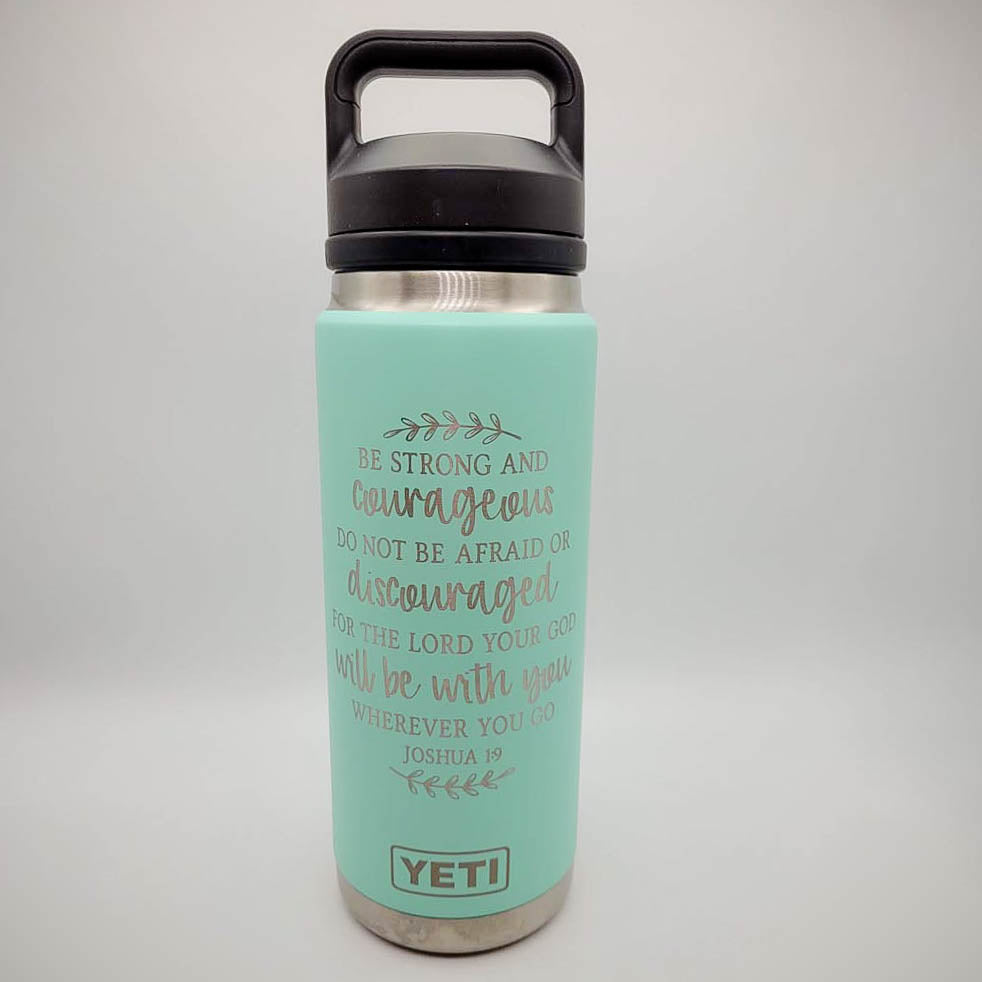 BE STRONG AND
courageous
DO NOT BE AFRAID OR
discouraged
FOR THE LORD YOUR GOD
will be with you
WHEREVER YOU GO
JOSHUA 1:9
YETI